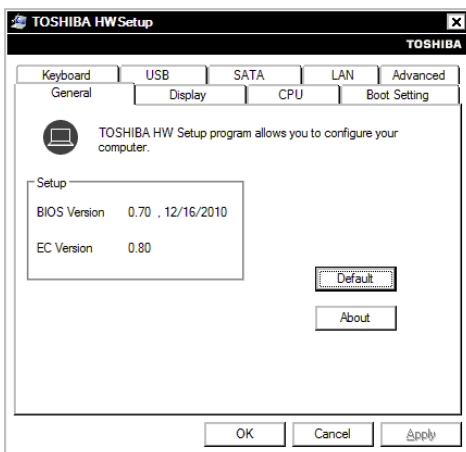 TOSHIBA HWSetup
TOSHIBA
Keyboard USB SATA LAN Advanced
General Display CPU Boot Setting
TOSHIBA HW Setup program allows you to configure your
computer.
Setup
BIOS Version 0.70 , 12/16/2010
EC Version 0.80
Default
About
OK Cancel Apply